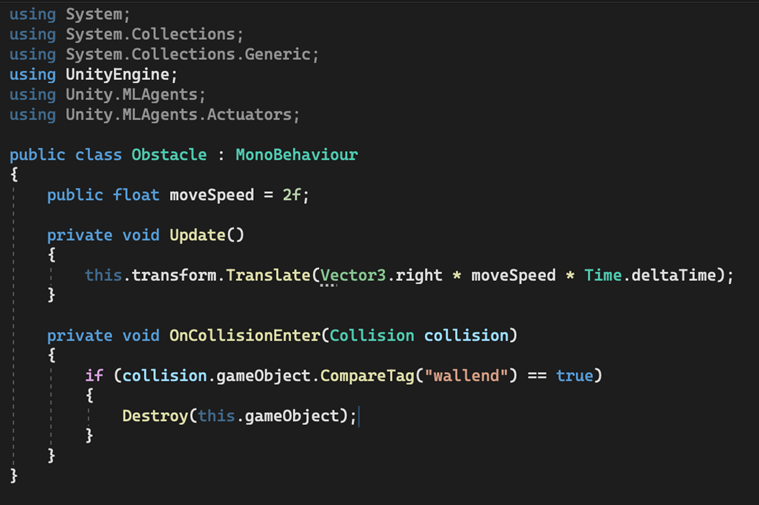 using System;
using System.Collections;
using System.Collections.Generic;
using UnityEngine;
using Unity.MLAgents;
using Unity.MLAgents.Actuators;
public class Obstacle : MonoBehaviour
{
public float moveSpeed = 2f;
private void Update()
{
this.transform.Translate(Vector3.right * moveSpeed * Time.deltaTime);
}
private void OnCollisionEnter(Collision collision)
{
if (collision.gameObject.CompareTag("wallend") == true)
{
Destroy(this.gameObject);
}
}
}